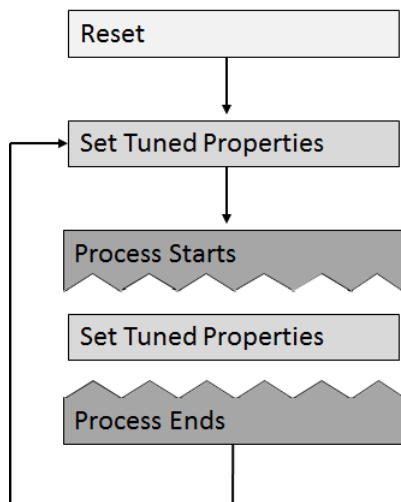 Reset
Set Tuned Properties
Process Starts
Set Tuned Properties
Process Ends